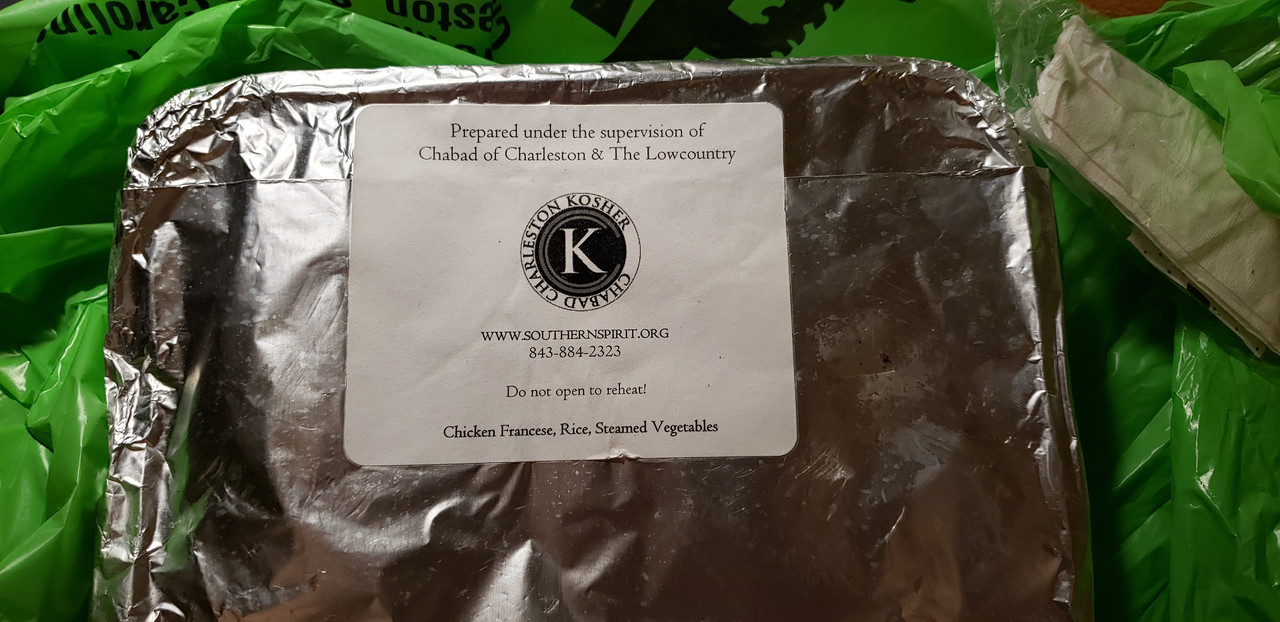 Prepared under the supervision of
Chabad of Charleston & The Lowcountry
CHARLESTON KOSHER
K
CHABAD
WWW.SOUTHERNSPIRIT.ORG
843-884-2323
Do not open to reheat!
Chicken Francese, Rice, Steamed Vegetables